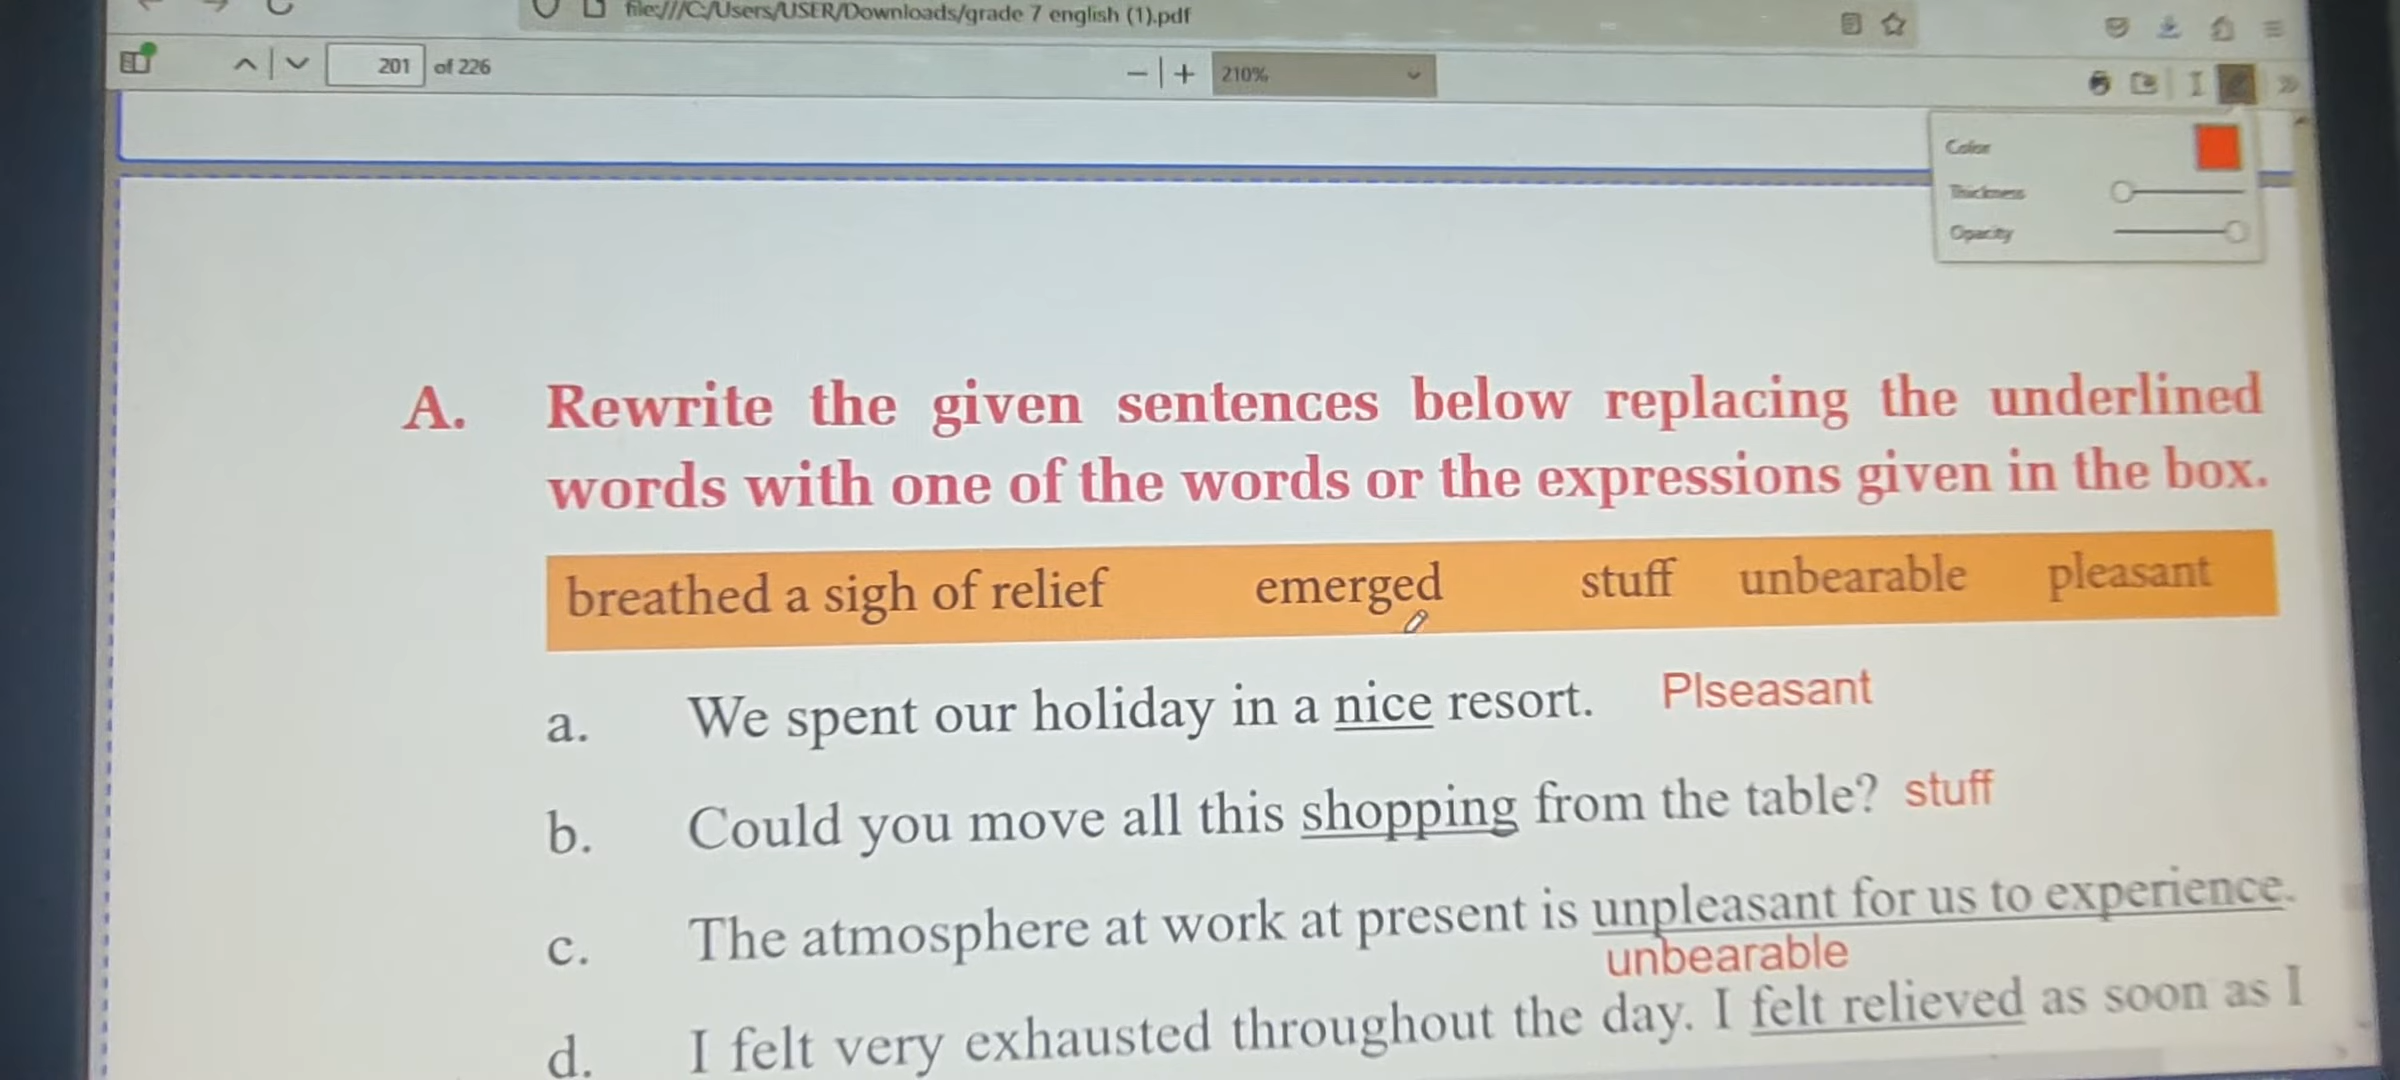 file:///C:/Users/USER/Downloads/grade 7 english (1).pdf
201 of 226
210%
Color
Thickness
Opacity
A. Rewrite the given sentences below replacing the underlined
words with one of the words or the expressions given in the box.
breathed a sigh of relief emerged stuff unbearable pleasant
a. We spent our holiday in a nice resort. Plseasant
b. Could you move all this shopping from the table? stuff
c. The atmosphere at work at present is unpleasant for us to experience.
unbearable
d. I felt very exhausted throughout the day. I felt relieved as soon as I